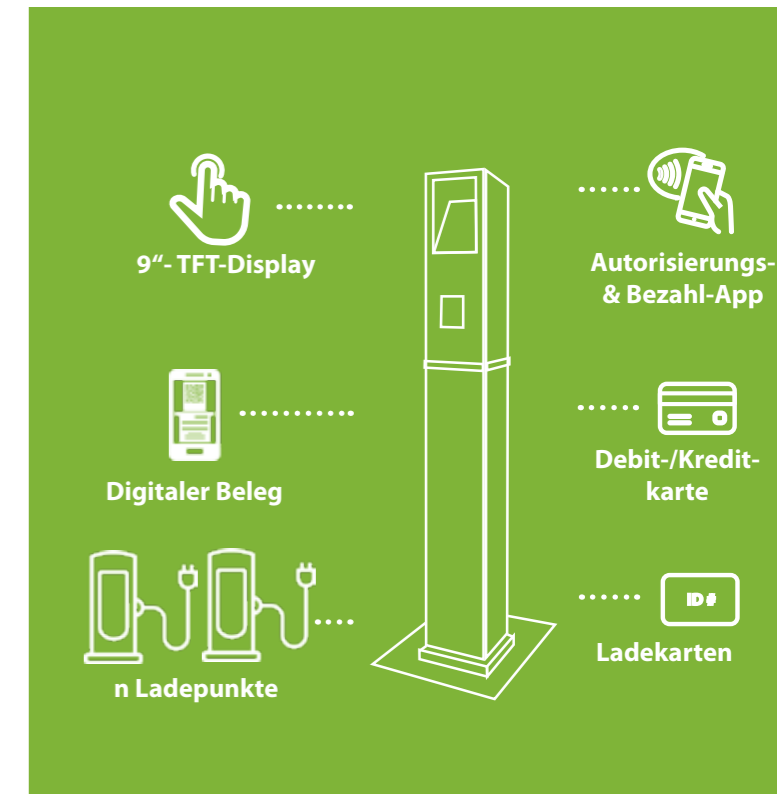 9“- TFT-Display
Digitaler Beleg
n Ladepunkte
Autorisierungs-
& Bezahl-App
Debit-/Kredit-
karte
ID#
Ladekarten